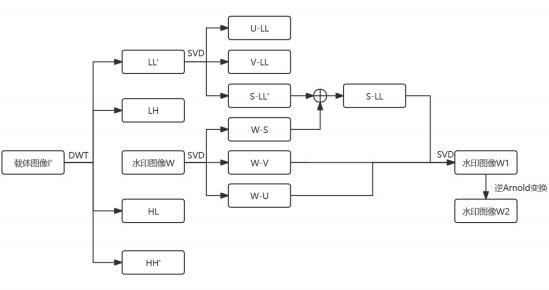 U-LL
SVD
LL'
V-LL
S-LL'
S-LL
LH
W-S
DWT
载体图像I'
水印图像W
SVD
W-V
SVD
水印图像W1
W-U
逆Arnold变换
HL
水印图像W2
HH'